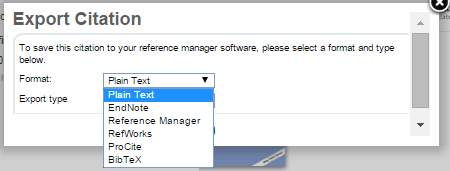 Export Citation
To save this citation to your reference manager software, please select a format and type
below.
Format:
Plain Text
Export type
Plain Text
EndNote
Reference Manager
RefWorks
ProCite
BibTeX